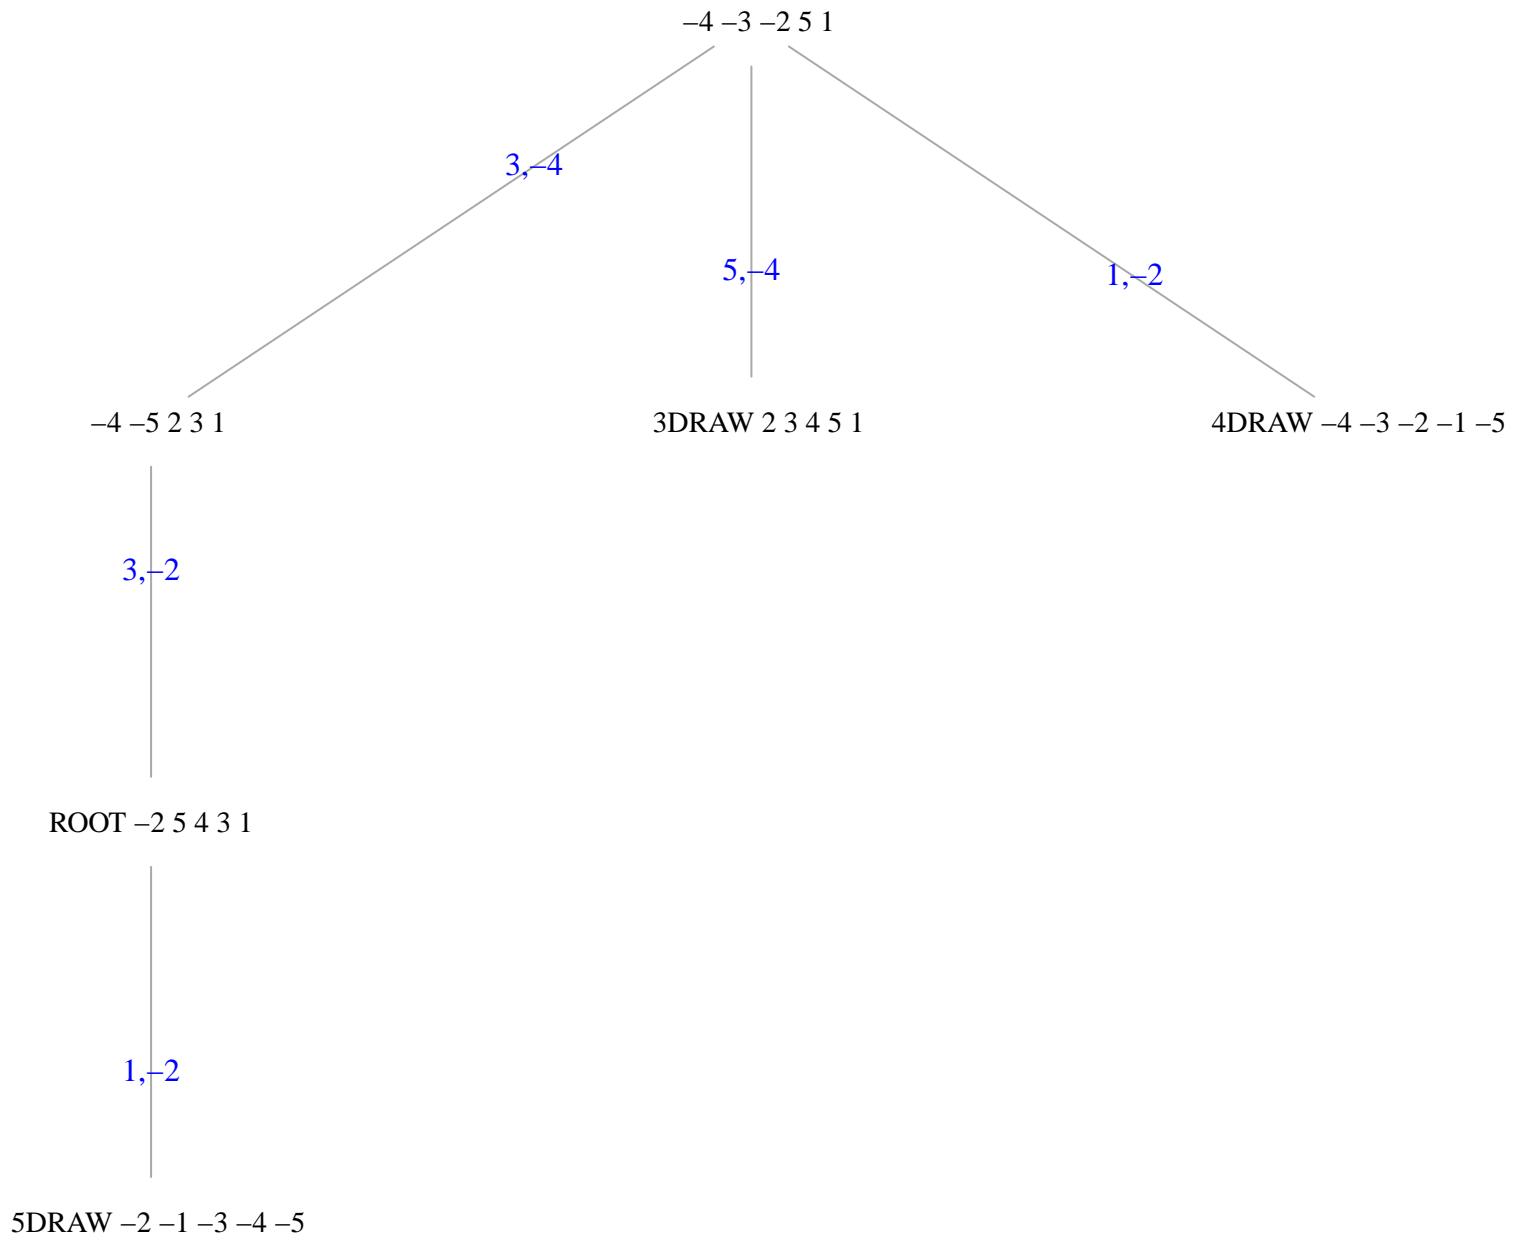 –4 –3 –2 5 1
3,–4
5,–4
1,–2
–4 –5 2 3 1
3DRAW 2 3 4 5 1
4DRAW –4 –3 –2 –1 –5
3,–2
ROOT –2 5 4 3 1
1,–2
5DRAW –2 –1 –3 –4 –5